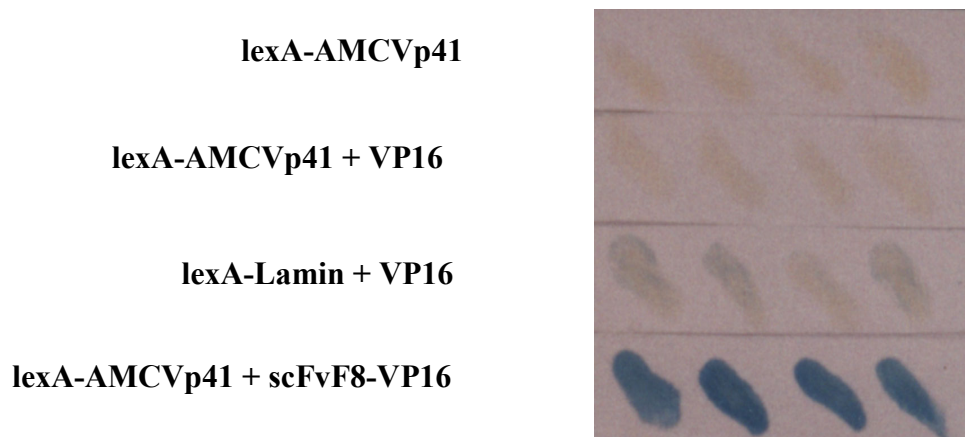 lexA-AMCVp41
lexA-AMCVp41 + VP16
lexA-Lamin + VP16
lexA-AMCVp41 + scFvF8-VP16